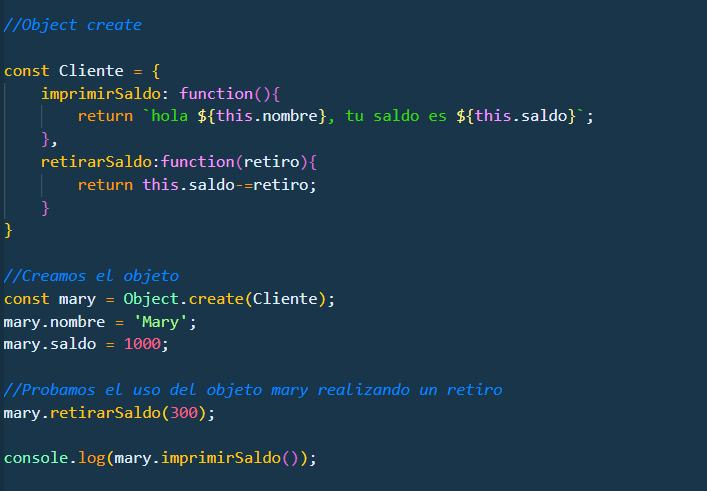 //Object create
const Cliente = {
    imprimirSaldo: function(){
        return `hola ${this.nombre}, tu saldo es ${this.saldo}`;
    },
    retirarSaldo:function(retiro){
        return this.saldo-=retiro;
    }
}
//Creamos el objeto
const mary = Object.create(Cliente);
mary.nombre = 'Mary';
mary.saldo = 1000;
//Probamos el uso del objeto mary realizando un retiro
mary.retirarSaldo(300);
console.log(mary.imprimirSaldo());